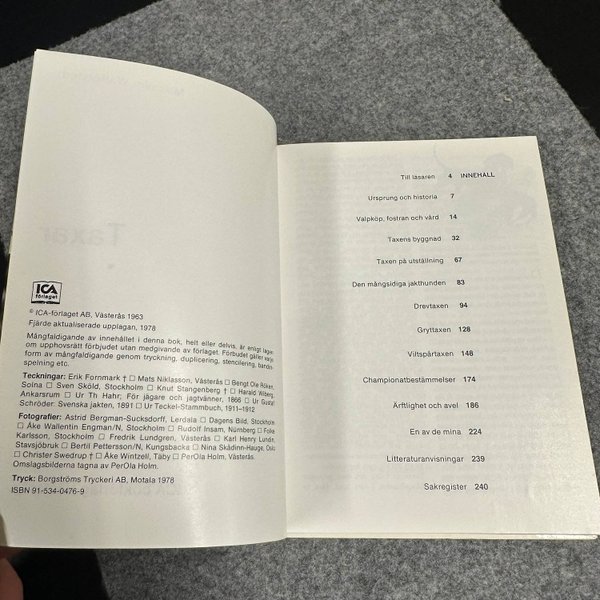 ICA
förlaget
© ICA-förlaget AB, Västerås 1963
Fjärde aktualiserade upplagan, 1978
Mångfaldigande av innehållet i denna bok, helt eller delvis, är enligt lagen
om upphovsrätt förbjudet utan medgivande av förlaget. Förbudet gäller varje
form av mångfaldigande genom tryckning, duplicering, stencilering, bandin-
spelning etc.
Teckningar: Erik Fornmark † □ Mats Niklasson, Västerås □ Bengt Ole Röken,
Solna □ Sven Sköld, Stockholm □ Knut Stangenberg † □ Harald Wiberg,
Ankarsrum □ Ur Th Hahr: För jägare och jagtvänner, 1866 □ Ur Gustaf
Schröder: Svenska jakten, 1891 □ Ur Teckel-Stammbuch, 1911–1912
Fotografier: Astrid Bergman-Sucksdorff, Lerdala □ Dagens Bild, Stockholm
□ Åke Wallentin Engman/N, Stockholm □ Rudolf Insam, Nürnberg □ Folke
Karlsson, Stockholm □ Fredrik Lundgren, Västerås □ Karl Henry Lundin,
Stavsjöbruk □ Bertil Pettersson/N, Kungsbacka □ Nina Skådinn-Hauge, Oslo
□ Christer Swedrup † □ Åke Wintzell, Täby □ PerOla Holm, Västerås.
Omslagsbilderna tagna av PerOla Holm.
Tryck: Borgströms Tryckeri AB, Motala 1978
ISBN 91-534-0476-9
Till läsaren 4 INNEHÅLL
Ursprung och historia 7
Valpköp, fostran och vård 14
Taxens byggnad 32
Taxen på utställning 67
Den mångsidiga jakthunden 83
Drevtaxen 94
Gryttaxen 128
Viltspårtaxen 148
Championatbestämmelser 174
Ärftlighet och avel 186
En av de mina 224
Litteraturanvisningar 239
Sakregister 240